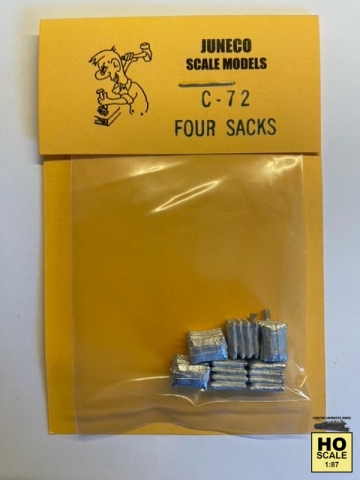 JUNECO
SCALE MODELS
C-72
FOUR SACKS
HO
SCALE
1:87